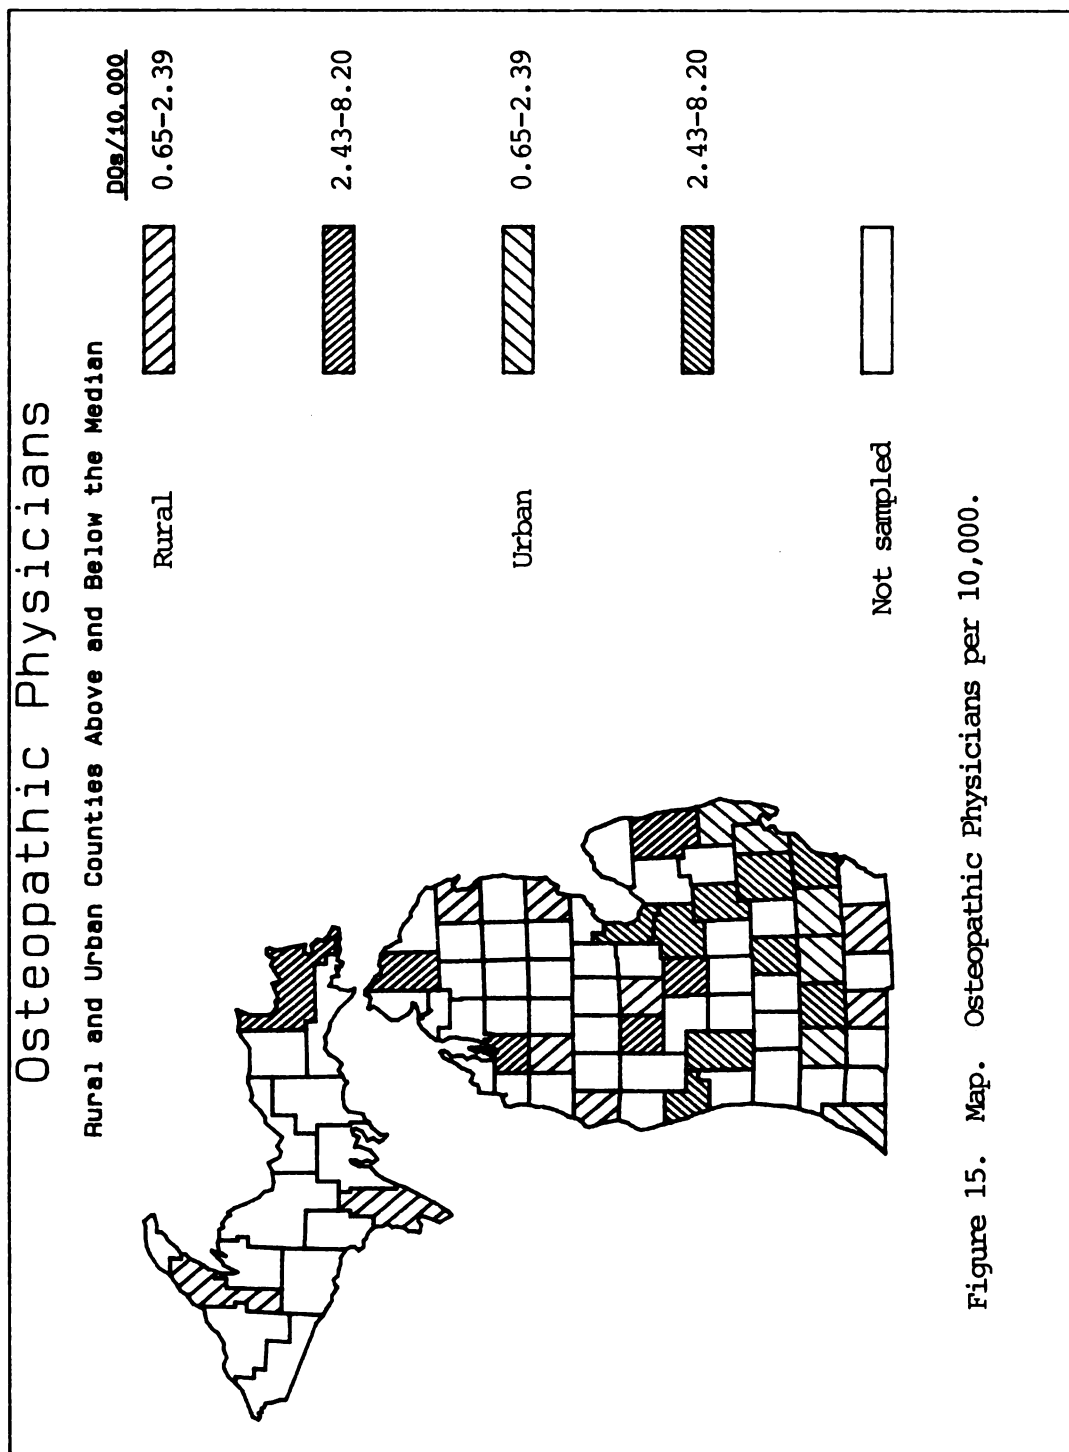 Osteopathic Physicians
Rural and Urban Counties Above and Below the Median
DOs/10,000
Rural 0.65-2.39
2.43-8.20
Urban 0.65-2.39
2.43-8.20
Not sampled
Figure 15. Map. Osteopathic Physicians per 10,000.